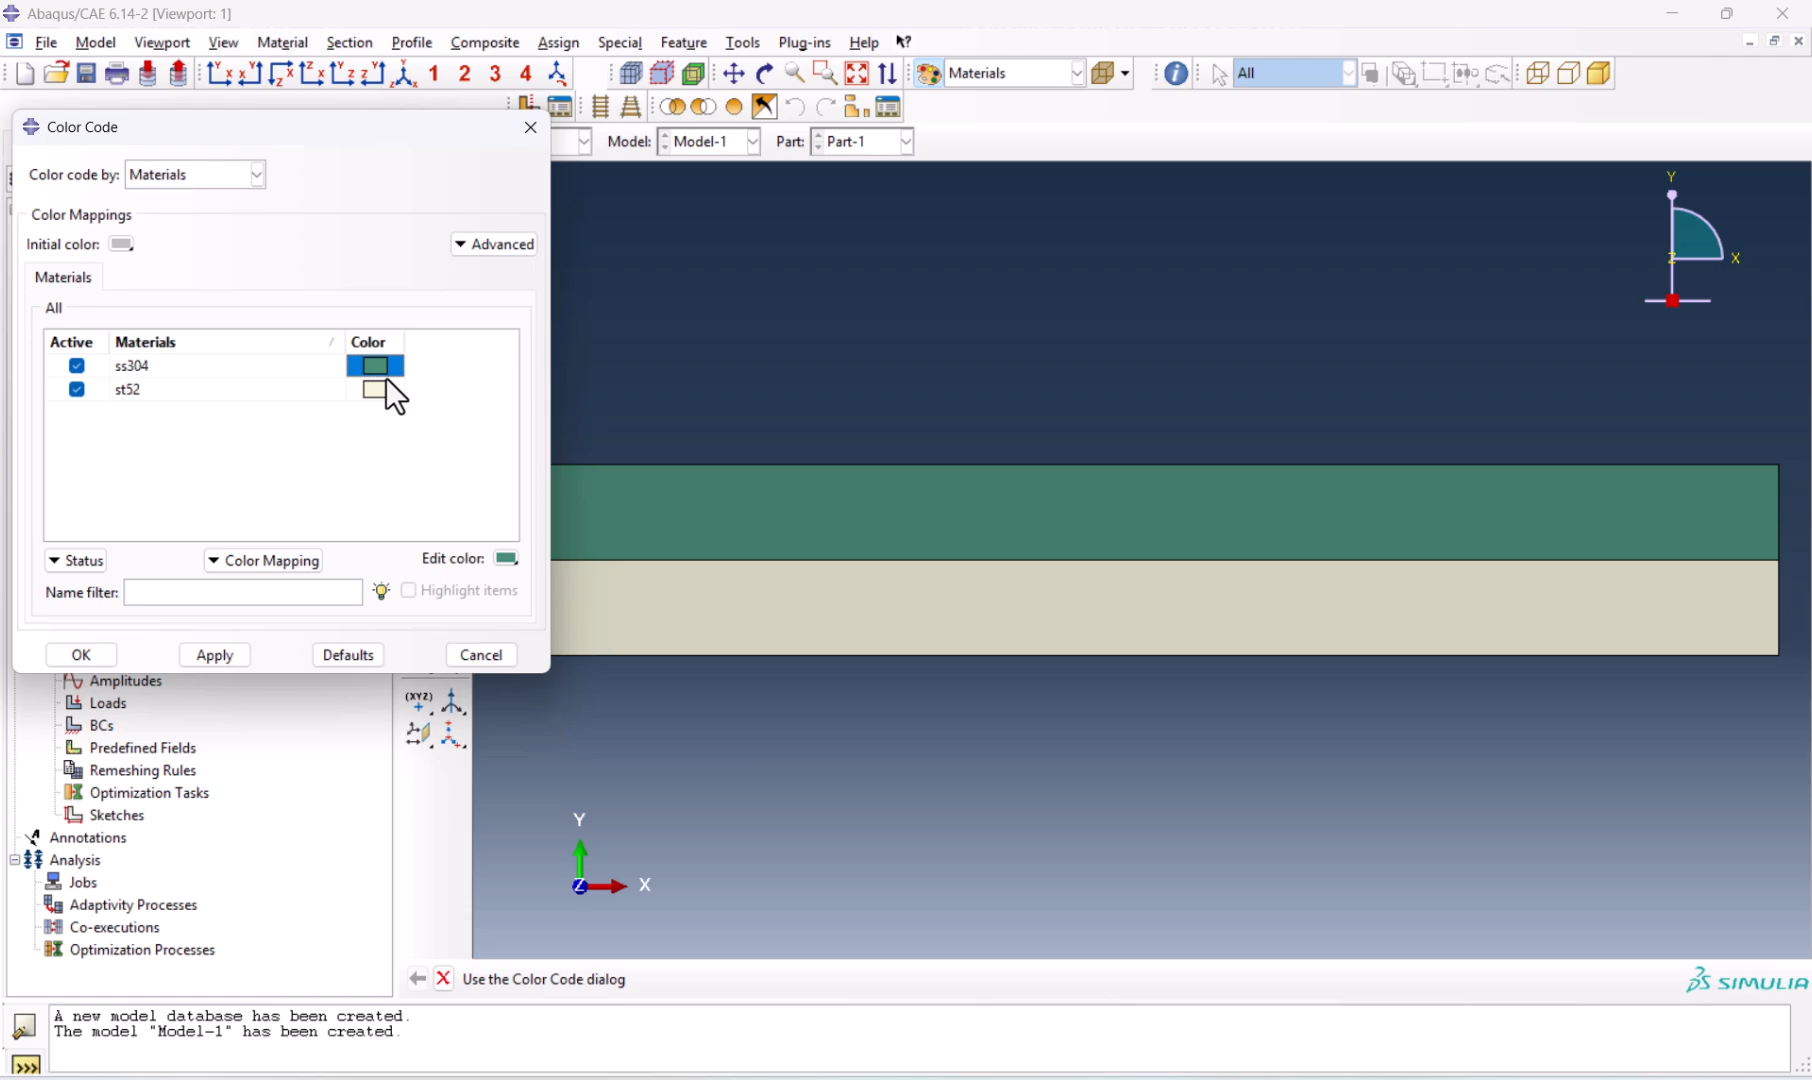 Abaqus/CAE 6.14-2 [Viewport: 1]
File Model Viewport View Material Section Profile Composite Assign Special Feature Tools Plug-ins Help
1 2 3 4 Materials All
Color Code
Model: Model-1 Part: Part-1
Color code by: Materials
Color Mappings
Initial color: Advanced
Materials
All
Active Materials Color
ss304
st52
Status Color Mapping Edit color:
Name filter: Highlight items
OK Apply Defaults Cancel
Y
X
Z
Amplitudes
Loads
BCs
Predefined Fields
Remeshing Rules
Optimization Tasks
Sketches
Annotations
Analysis
Jobs
Adaptivity Processes
Co-executions
Optimization Processes
(XYZ)
Y
Z X
Use the Color Code dialog
SIMULIA
A new model database has been created.
The model "Model-1" has been created.
>>>